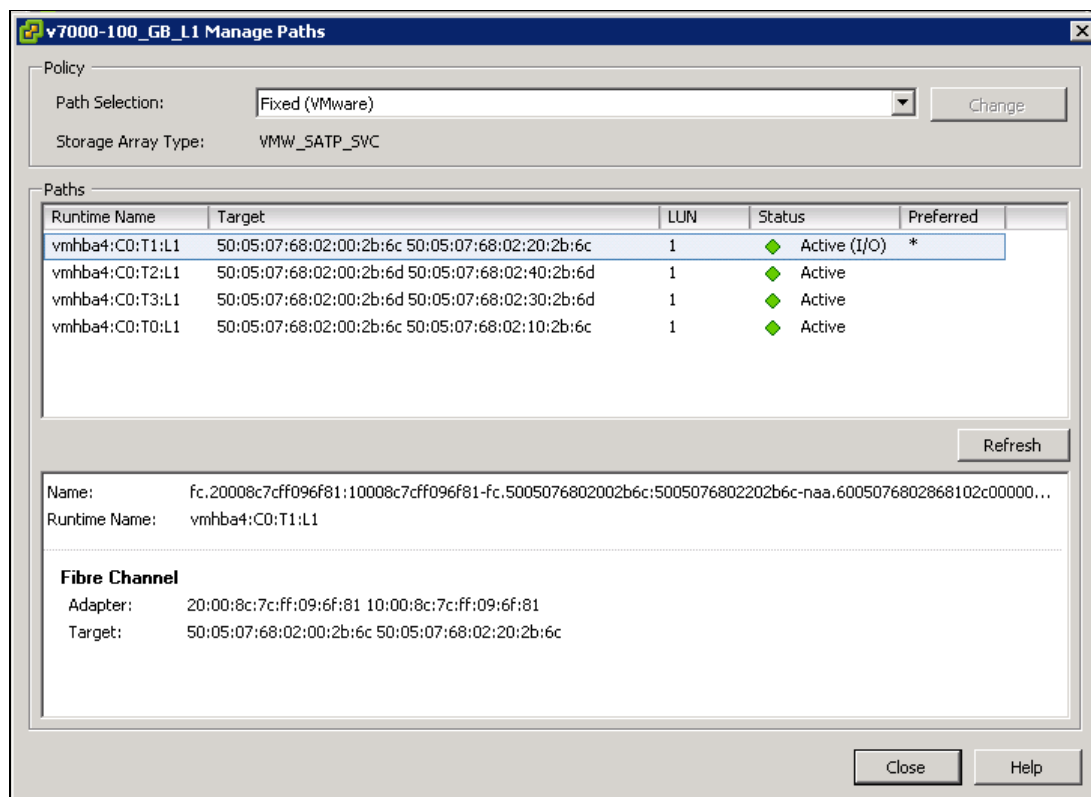 v7000-100_GB_L1 Manage Paths
Policy
Path Selection: Fixed (VMware) Change
Storage Array Type: VMW_SATP_SVC
Paths
Runtime Name Target LUN Status Preferred
vmhba4:C0:T1:L1 50:05:07:68:02:00:2b:6c 50:05:07:68:02:20:2b:6c 1 Active (I/O) *
vmhba4:C0:T2:L1 50:05:07:68:02:00:2b:6d 50:05:07:68:02:40:2b:6d 1 Active
vmhba4:C0:T3:L1 50:05:07:68:02:00:2b:6d 50:05:07:68:02:30:2b:6d 1 Active
vmhba4:C0:T0:L1 50:05:07:68:02:00:2b:6c 50:05:07:68:02:10:2b:6c 1 Active
Refresh
Name: fc.20008c7cff096f81:10008c7cff096f81-fc.5005076802002b6c:5005076802202b6c-naa.6005076802868102c00000...
Runtime Name: vmhba4:C0:T1:L1
Fibre Channel
Adapter: 20:00:8c:7c:ff:09:6f:81 10:00:8c:7c:ff:09:6f:81
Target: 50:05:07:68:02:00:2b:6c 50:05:07:68:02:20:2b:6c
Close Help